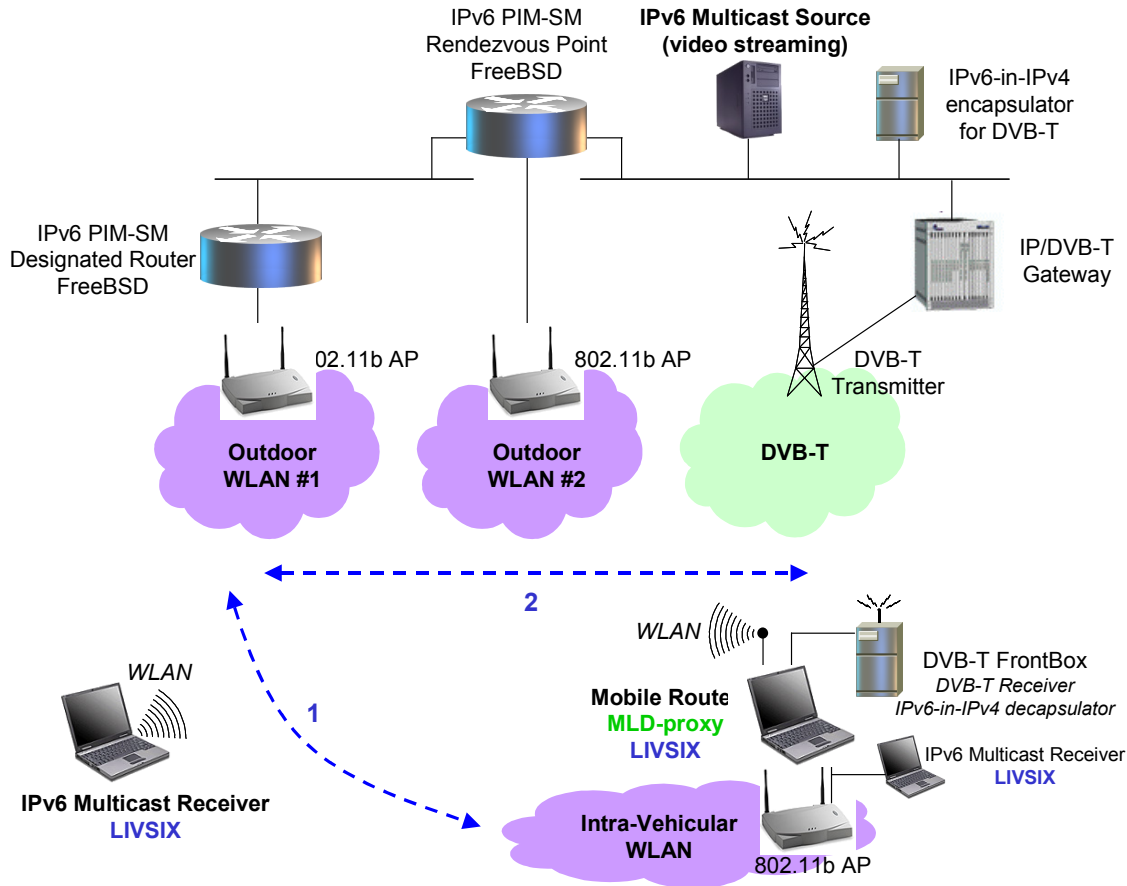 IPv6 PIM-SM
Rendezvous Point
FreeBSD
IPv6 Multicast Source
(video streaming)
IPv6-in-IPv4
encapsulator
for DVB-T
IPv6 PIM-SM
Designated Router
FreeBSD
IP/DVB-T
Gateway
02.11b AP
802.11b AP
DVB-T
Transmitter
Outdoor
WLAN #1
Outdoor
WLAN #2
DVB-T
2
WLAN
DVB-T FrontBox
DVB-T Receiver
IPv6-in-IPv4 decapsulator
WLAN
1
Mobile Route
MLD-proxy
LIVSIX
IPv6 Multicast Receiver
LIVSIX
IPv6 Multicast Receiver
LIVSIX
Intra-Vehicular
WLAN
802.11b AP